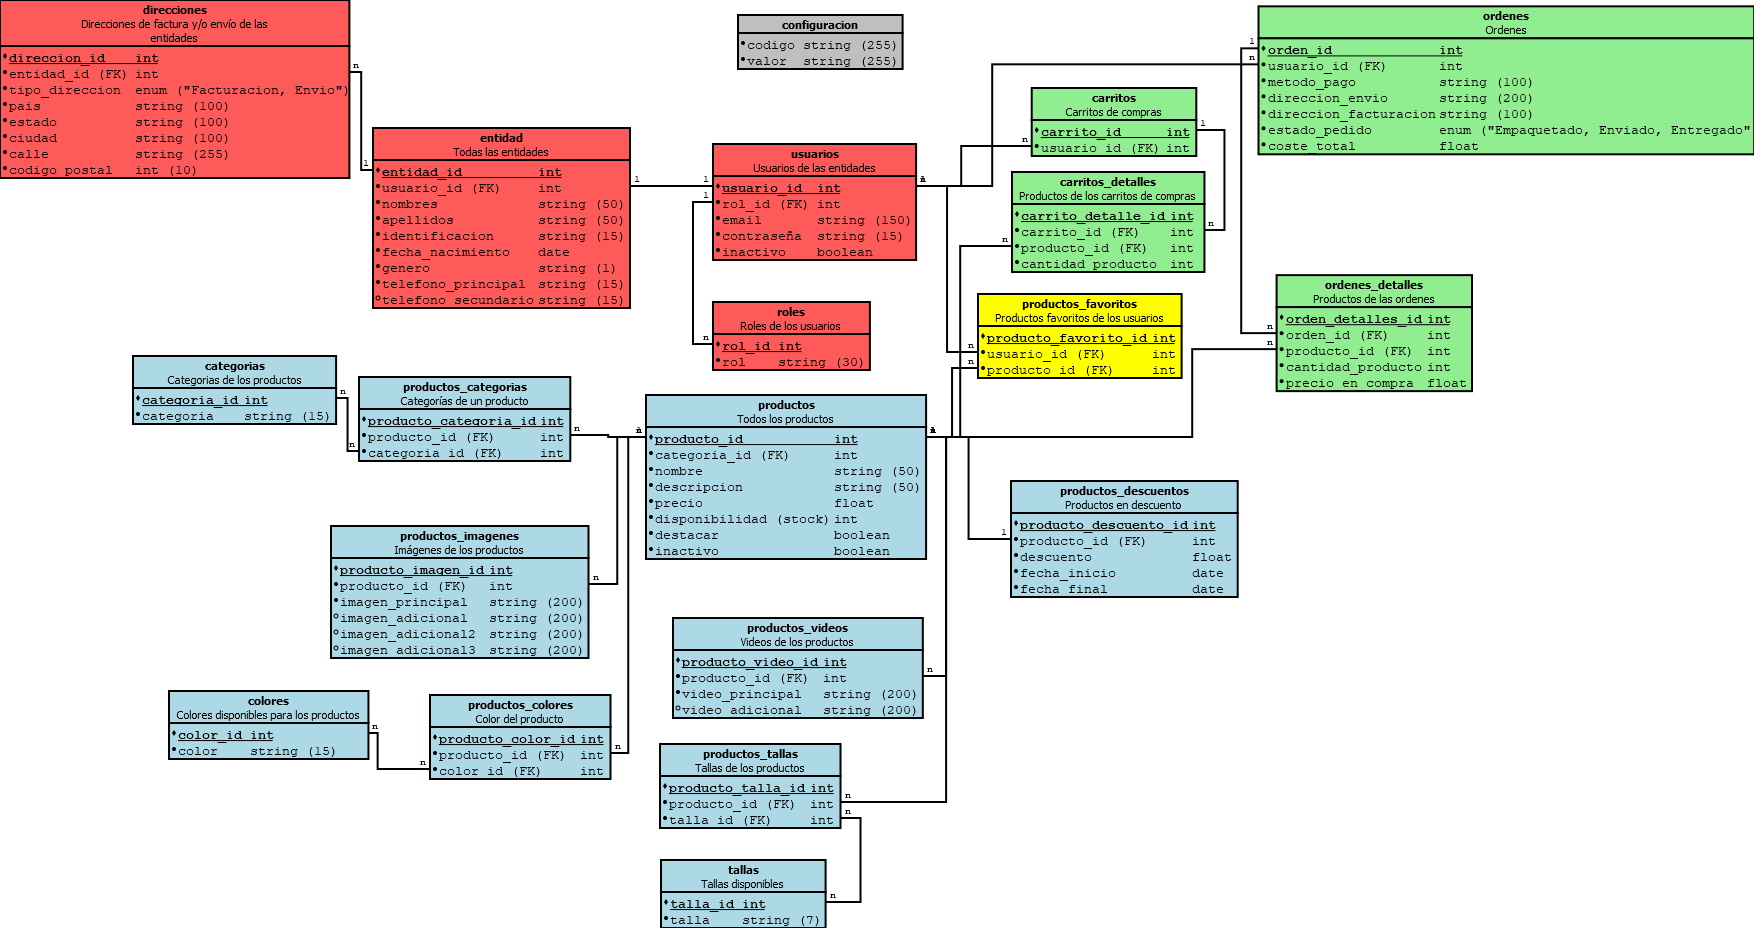 direcciones
Direcciones de factura y/o envío de las
entidades
direccion_id int
entidad_id (FK) int
tipo_direccion enum ("Facturacion, Envio")
pais string (100)
estado string (100)
ciudad string (100)
calle string (255)
codigo_postal int (10)
n
1
entidad
Todas las entidades
entidad_id int
usuario_id (FK) int
nombres string (50)
apellidos string (50)
identificacion string (15)
fecha_nacimiento date
genero string (1)
telefono_principal string (15)
telefono_secundario string (15)
1
1
1
configuracion
codigo string (255)
valor string (255)
usuarios
Usuarios de las entidades
usuario_id int
rol_id (FK) int
email string (150)
contraseña string (15)
inactivo boolean
n
roles
Roles de los usuarios
rol_id int
rol string (30)
carritos
Carritos de compras
carrito_id int
usuario_id (FK) int
n
1
carritos_detalles
Productos de los carritos de compras
carrito_detalle_id int
carrito_id (FK) int
producto_id (FK) int
cantidad_producto int
n
n
productos_favoritos
Productos favoritos de los usuarios
producto_favorito_id int
usuario_id (FK) int
producto_id (FK) int
n
n
ordenes
Ordenes
orden_id int
usuario_id (FK) int
metodo_pago string (100)
direccion_envio string (200)
direccion_facturacion string (100)
estado_pedido enum ("Empaquetado, Enviado, Entregado"
coste_total float
1
n
ordenes_detalles
Productos de las ordenes
orden_detalles_id int
orden_id (FK) int
producto_id (FK) int
cantidad_producto int
precio_en_compra float
n
n
categorias
Categorias de los productos
categoria_id int
categoria string (15)
n
n
productos_categorias
Categorías de un producto
producto_categoria_id int
producto_id (FK) int
categoria_id (FK) int
n
productos
Todos los productos
producto_id int
categoria_id (FK) int
nombre string (50)
descripcion string (50)
precio float
disponibilidad (stock) int
destacar boolean
inactivo boolean
productos_descuentos
Productos en descuento
producto_descuento_id int
producto_id (FK) int
descuento float
fecha_inicio date
fecha_final date
1
productos_imagenes
Imágenes de los productos
producto_imagen_id int
producto_id (FK) int
imagen_principal string (200)
imagen_adicional string (200)
imagen_adicional2 string (200)
imagen_adicional3 string (200)
n
productos_videos
Videos de los productos
producto_video_id int
producto_id (FK) int
video_principal string (200)
video_adicional string (200)
n
colores
Colores disponibles para los productos
color_id int
color string (15)
n
n
productos_colores
Color del producto
producto_color_id int
producto_id (FK) int
color_id (FK) int
n
productos_tallas
Tallas de los productos
producto_talla_id int
producto_id (FK) int
talla_id (FK) int
n
n
tallas
Tallas disponibles
talla_id int
talla string (7)
n